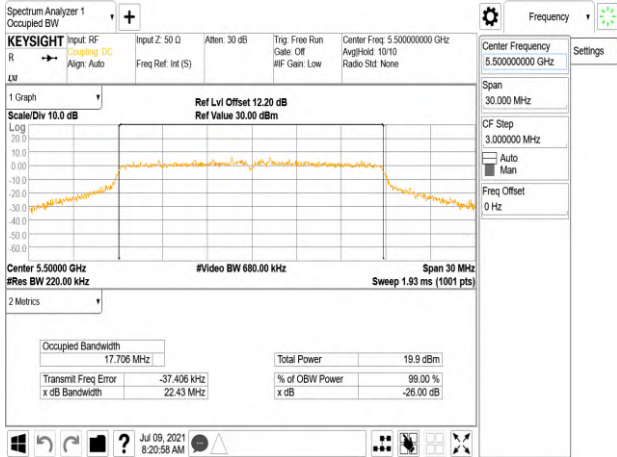 Spectrum Analyzer 1
Occupied BW
Frequency
KEYSIGHT
R
Input: RF
Coupling: DC
Align: Auto
Input Z: 50 Ω
Freq Ref: Int (S)
Atten: 30 dB
Trig: Free Run
Gate: Off
#IF Gain: Low
Center Freq: 5.500000000 GHz
Avg|Hold: 10/10
Radio Std: None
LXI
Center Frequency
5.500000000 GHz
Settings
Span
30.000 MHz
CF Step
3.000000 MHz
Auto
Man
Freq Offset
0 Hz
1 Graph
Scale/Div 10.0 dB
Ref Lvl Offset 12.20 dB
Ref Value 30.00 dBm
Log
20.0
10.0
0.00
-10.0
-20.0
-30.0
-40.0
-50.0
-60.0
Center 5.50000 GHz
#Res BW 220.00 kHz
#Video BW 680.00 kHz
Span 30 MHz
Sweep 1.93 ms (1001 pts)
2 Metrics
Occupied Bandwidth
17.706 MHz
Total Power 19.9 dBm
Transmit Freq Error -37.406 kHz
% of OBW Power 99.00 %
x dB Bandwidth 22.43 MHz
x dB -26.00 dB
?
Jul 09, 2021
8:20:58 AM